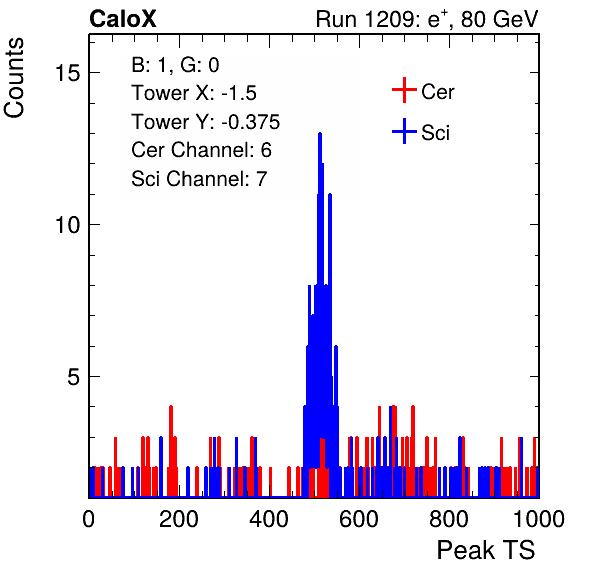 CaloX Run 1209: e⁺, 80 GeV
Counts
B: 1, G: 0
Tower X: -1.5
Tower Y: -0.375
Cer Channel: 6
Sci Channel: 7
Cer
Sci
15
10
5
0 200 400 600 800 1000
Peak TS